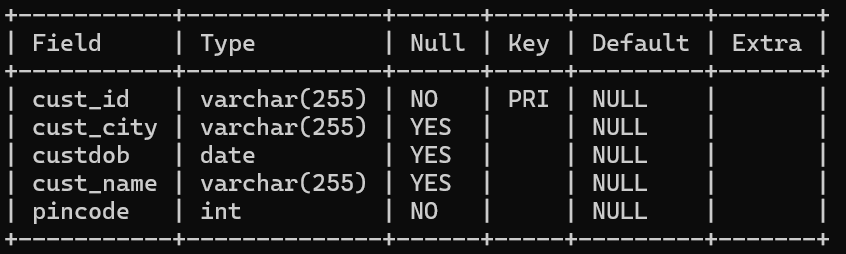 +-----------+--------------+------+-----+---------+-------+
| Field     | Type         | Null | Key | Default | Extra |
+-----------+--------------+------+-----+---------+-------+
| cust_id   | varchar(255) | NO   | PRI | NULL    |       |
| cust_city | varchar(255) | YES  |     | NULL    |       |
| custdob   | date         | YES  |     | NULL    |       |
| cust_name | varchar(255) | YES  |     | NULL    |       |
| pincode   | int          | NO   |     | NULL    |       |
+-----------+--------------+------+-----+---------+-------+